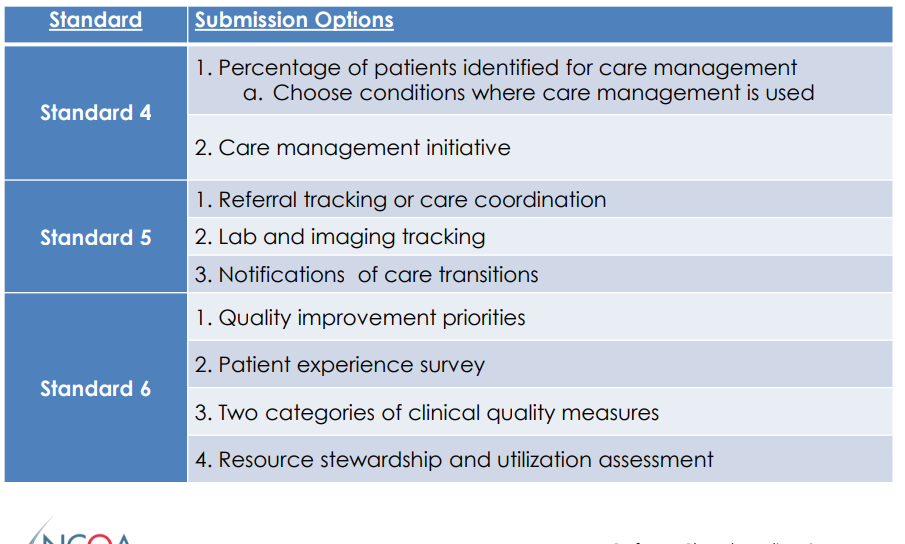 Standard
Submission Options
Standard 4
1. Percentage of patients identified for care management
a. Choose conditions where care management is used
2. Care management initiative
Standard 5
1. Referral tracking or care coordination
2. Lab and imaging tracking
3. Notifications  of care transitions
Standard 6
1. Quality improvement priorities
2. Patient experience survey
3. Two categories of clinical quality measures
4. Resource stewardship and utilization assessment
NCQA